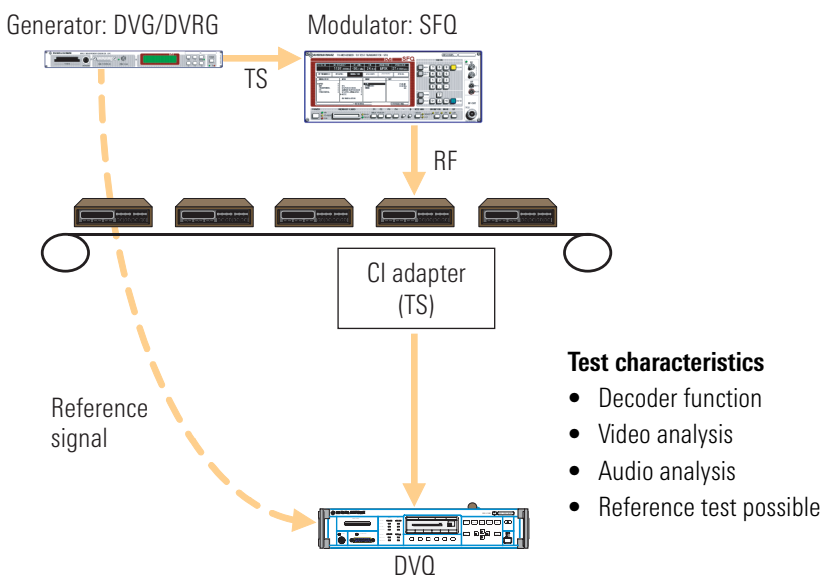 Generator: DVG/DVRG
Modulator: SFQ
TS
SFQ
RF
CI adapter
(TS)
Reference
signal
Test characteristics
• Decoder function
• Video analysis
• Audio analysis
• Reference test possible
DVQ